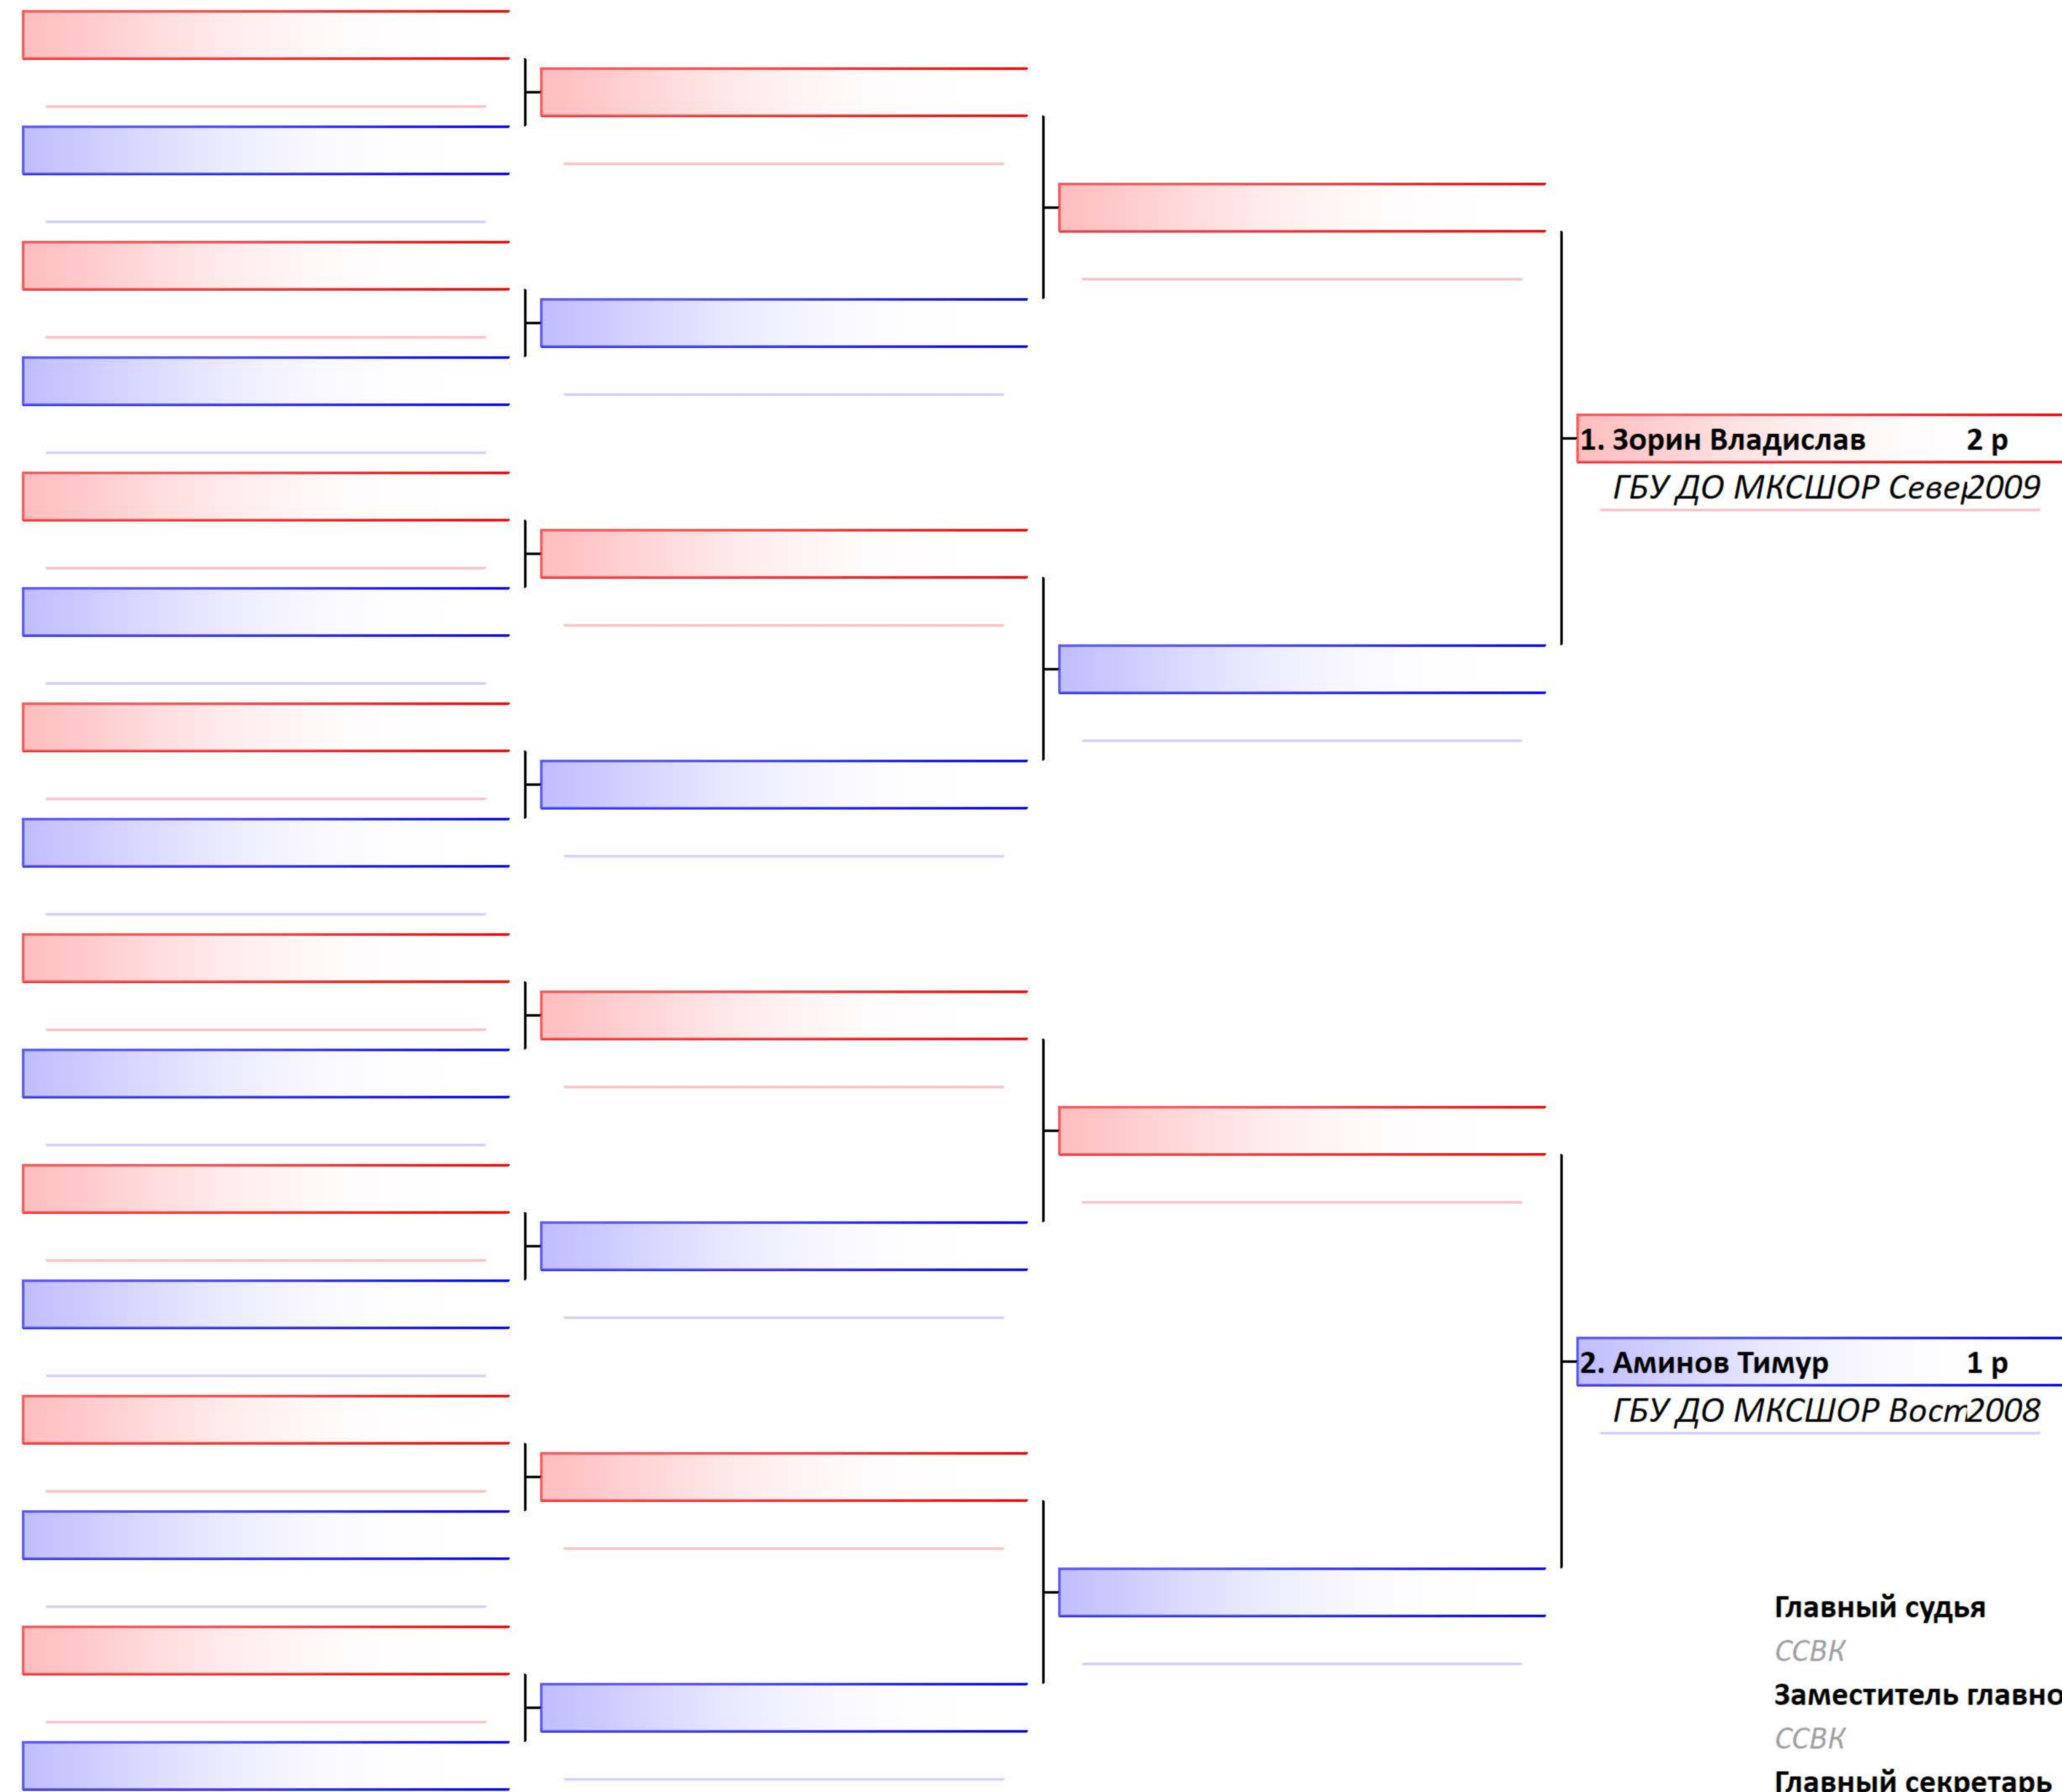 1. Зорин Владислав 2 р
ГБУ ДО МКСШОР Север 2009
2. Аминов Тимур 1 р
ГБУ ДО МКСШОР Вост 2008
Главный судья
ССВК
Заместитель главно
ССВК
Главный секретарь